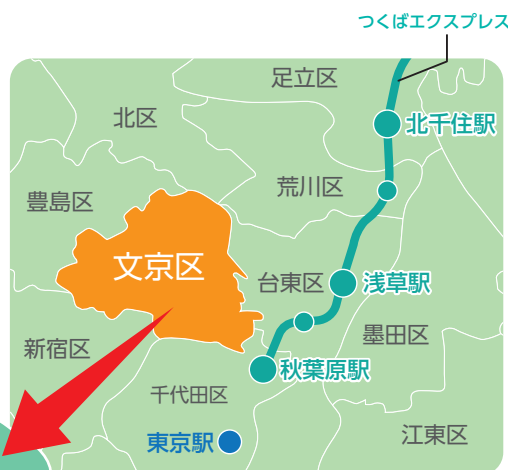 つくばエクスプレス
足立区
北区
北千住駅
荒川区
豊島区
文京区
台東区
浅草駅
墨田区
新宿区
秋葉原駅
千代田区
東京駅
江東区